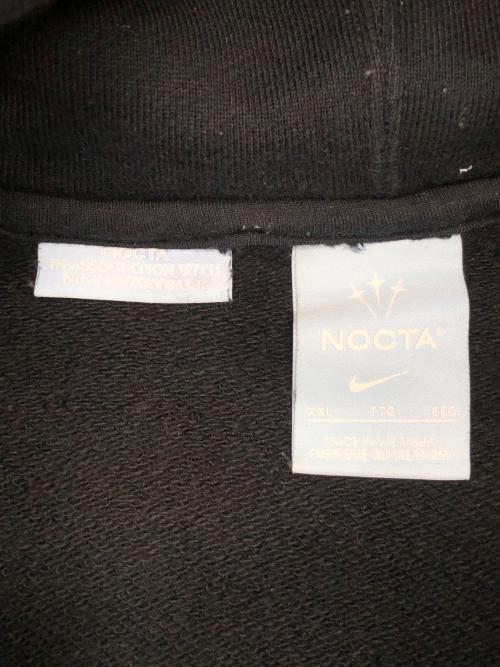 NOCTA
IN ASSOCIATION WITH
NIKE BASKETBALL
NOCTA®
XXL TTG EEG
MADE IN VIETNAM
FABRIQUÉ AU VIETNAM